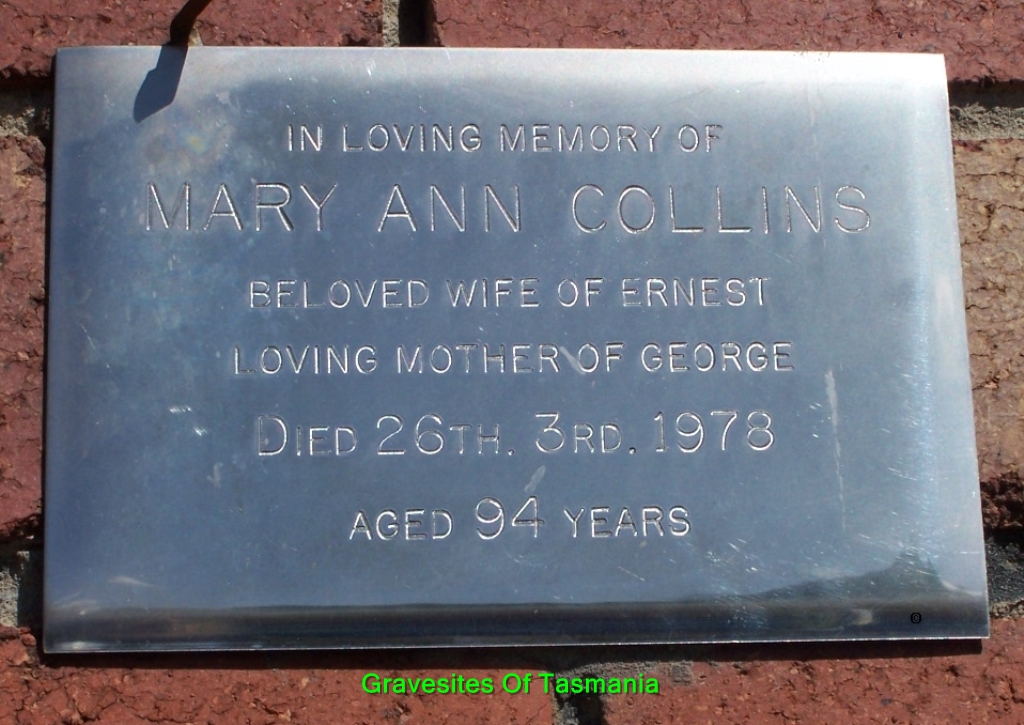 IN LOVING MEMORY OF
MARY ANN COLLINS
BELOVED WIFE OF ERNEST
LOVING MOTHER OF GEORGE
DIED 26TH. 3RD. 1978
AGED 94 YEARS
Gravesites Of Tasmania